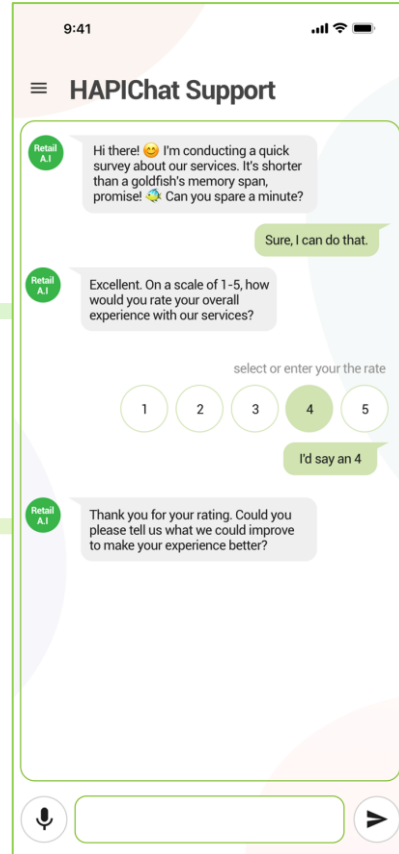 9:41
HAPIChat Support
Retail
A.I
Hi there! 😊 I'm conducting a quick
survey about our services. It's shorter
than a goldfish's memory span,
promise! 🐠 Can you spare a minute?
Sure, I can do that.
Retail
A.I
Excellent. On a scale of 1-5, how
would you rate your overall
experience with our services?
select or enter your the rate
1 2 3 4 5
I'd say an 4
Retail
A.I
Thank you for your rating. Could you
please tell us what we could improve
to make your experience better?